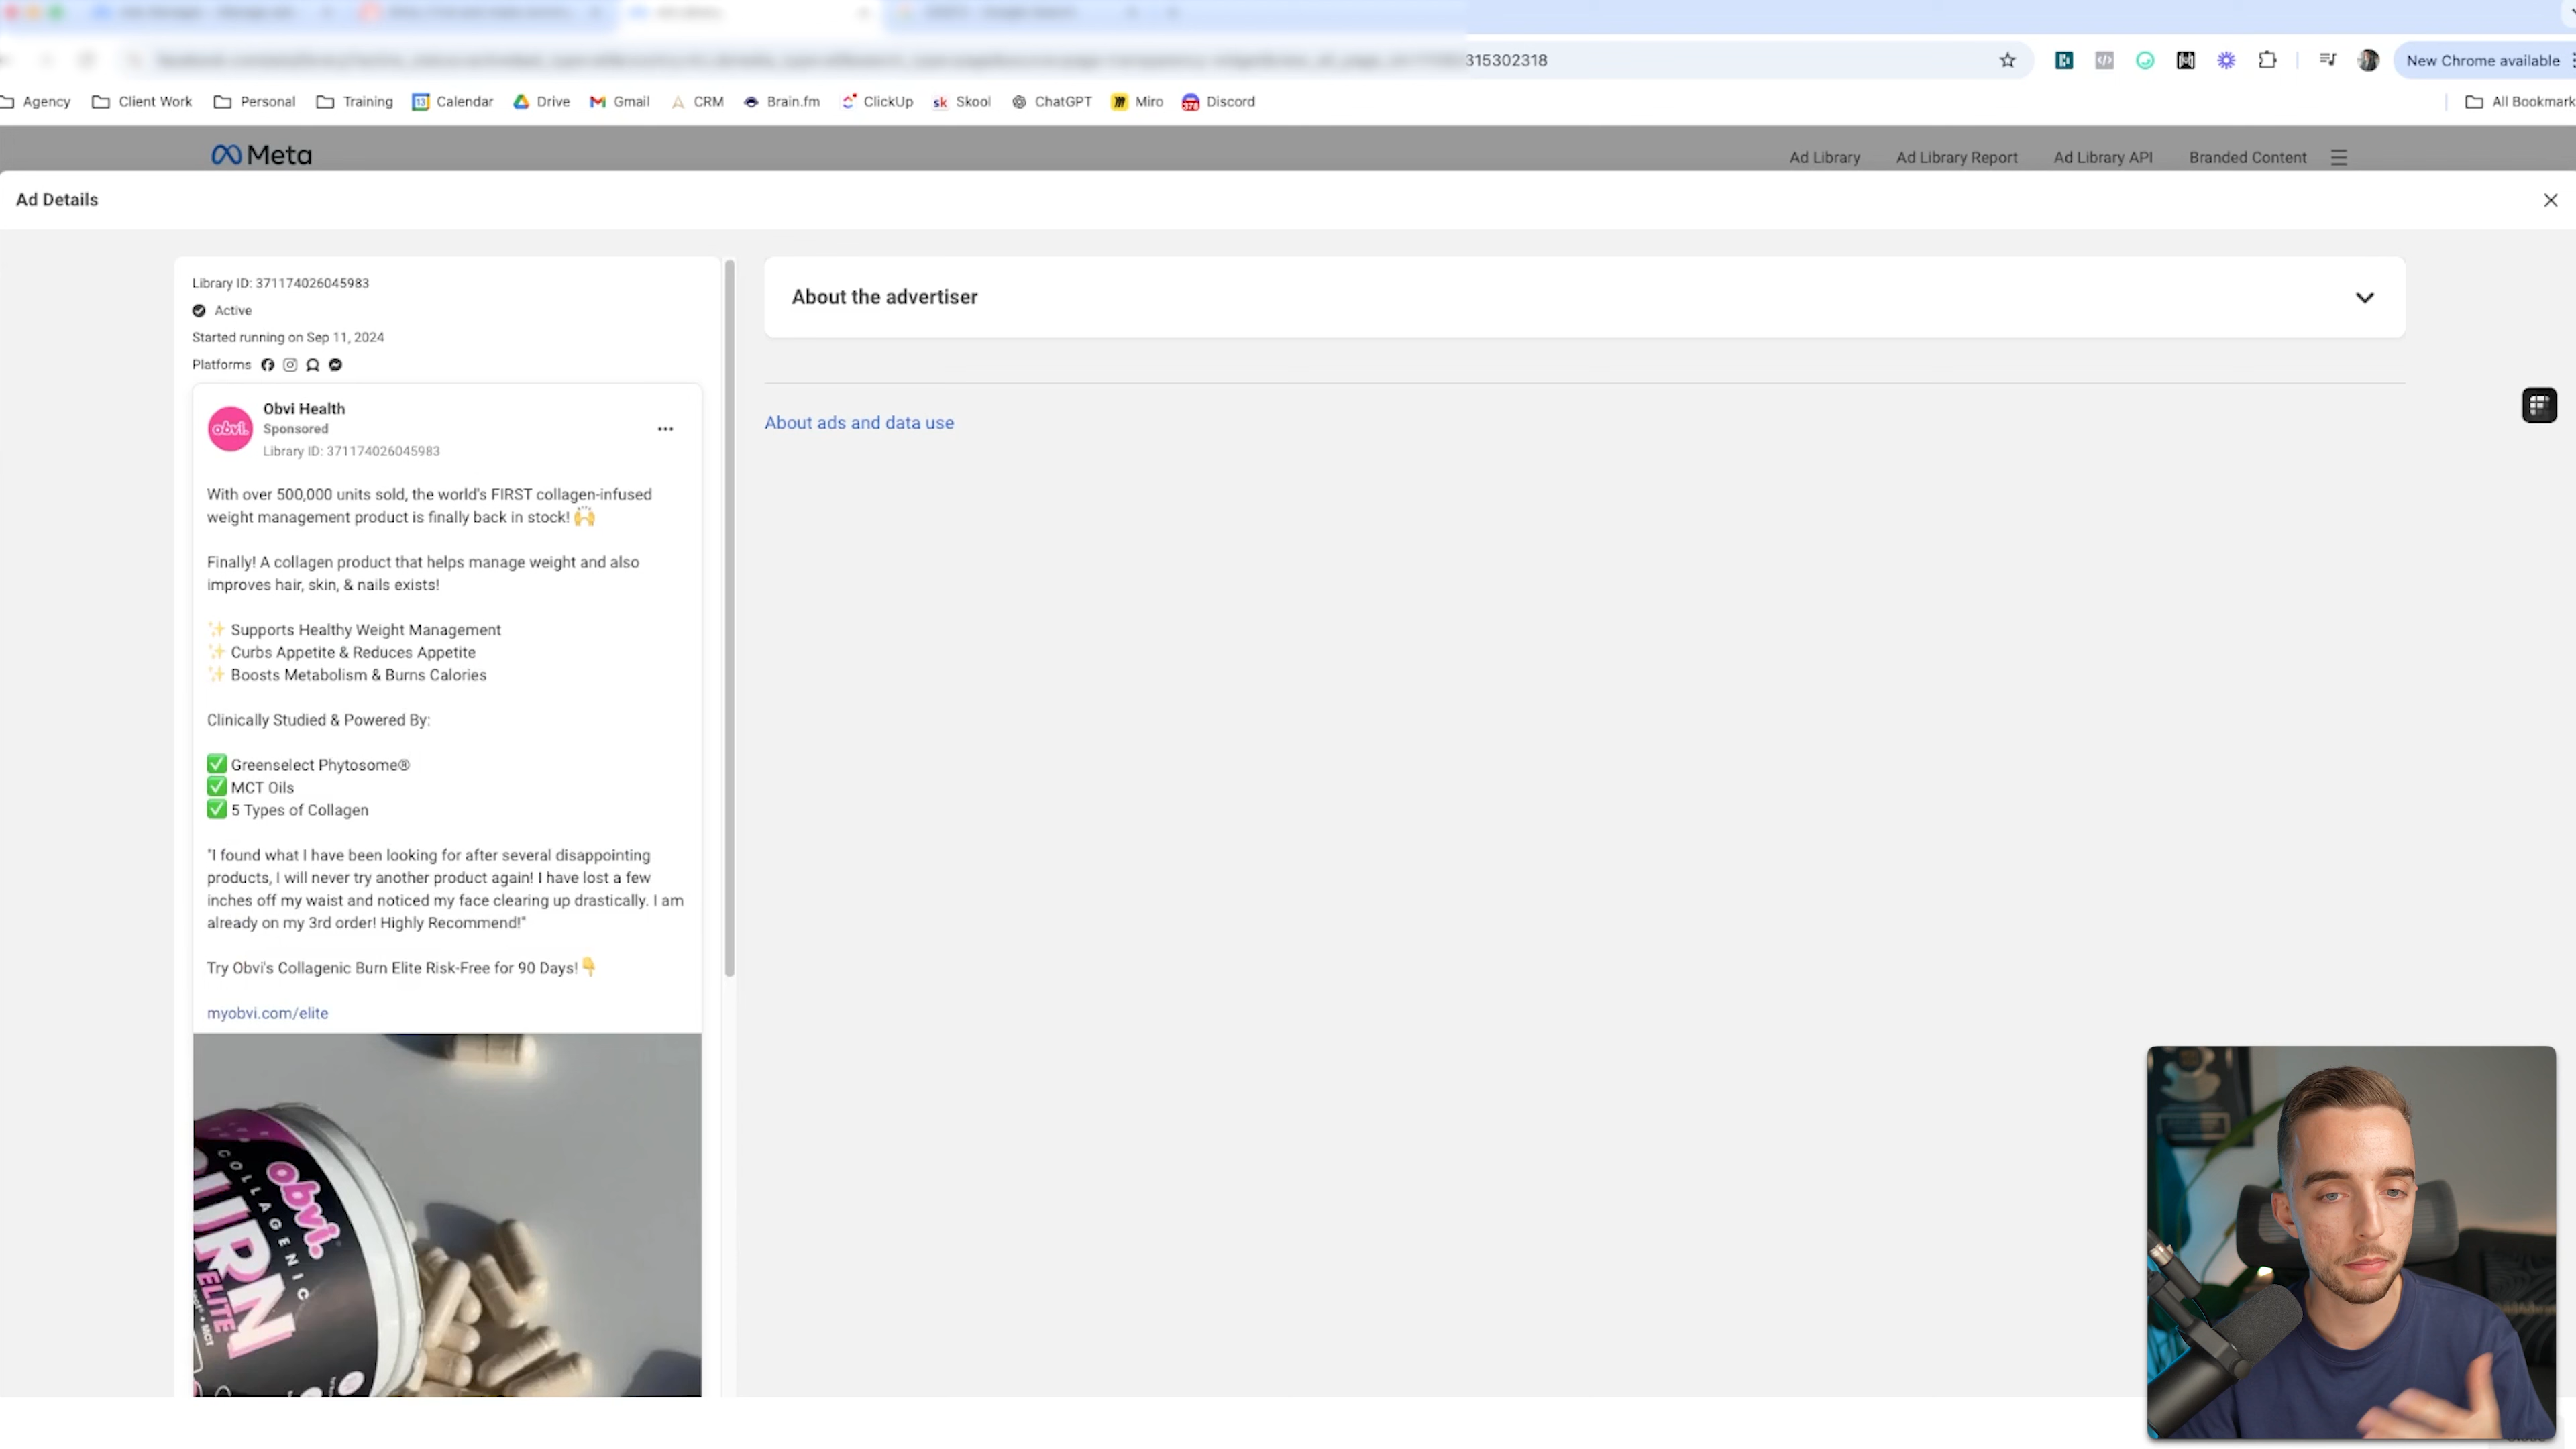 315302318
New Chrome available
Agency
Client Work
Personal
Training
Calendar
Drive
Gmail
CRM
Brain.fm
ClickUp
sk Skool
ChatGPT
Miro
Discord
All Bookmark
Meta
Ad Library
Ad Library Report
Ad Library API
Branded Content
Ad Details
Library ID: 371174026045983
Active
Started running on Sep 11, 2024
Platforms
obvi.
Obvi Health
Sponsored
Library ID: 371174026045983
With over 500,000 units sold, the world's FIRST collagen-infused
weight management product is finally back in stock! 🙌
Finally! A collagen product that helps manage weight and also
improves hair, skin, & nails exists!
✨ Supports Healthy Weight Management
✨ Curbs Appetite & Reduces Appetite
✨ Boosts Metabolism & Burns Calories
Clinically Studied & Powered By:
✅ Greenselect Phytosome®
✅ MCT Oils
✅ 5 Types of Collagen
"I found what I have been looking for after several disappointing
products, I will never try another product again! I have lost a few
inches off my waist and noticed my face clearing up drastically. I am
already on my 3rd order! Highly Recommend!"
Try Obvi's Collagenic Burn Elite Risk-Free for 90 Days!👇
myobvi.com/elite
obvi.
COLLAGENIC
URN
ELITE
+ MCT
About the advertiser
About ads and data use